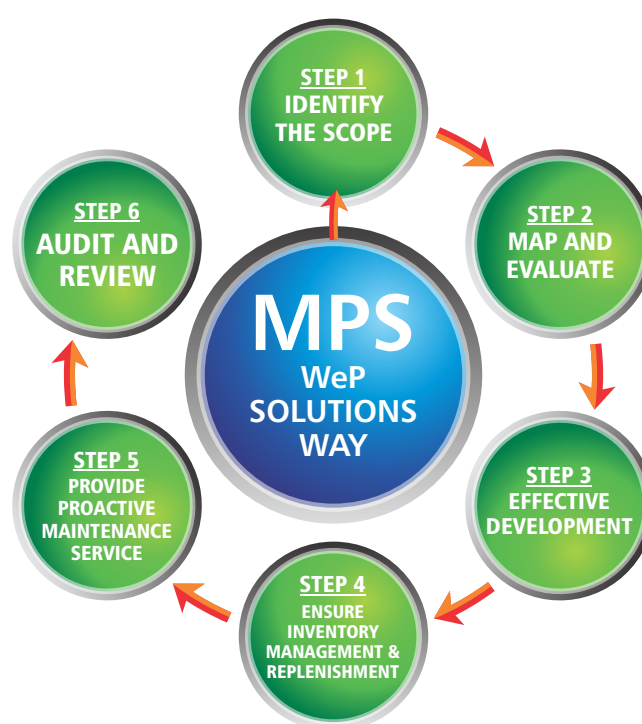 STEP 1
IDENTIFY
THE SCOPE
STEP 2
MAP AND
EVALUATE
STEP 3
EFFECTIVE
DEVELOPMENT
STEP 4
ENSURE
INVENTORY
MANAGEMENT &
REPLENISHMENT
STEP 5
PROVIDE
PROACTIVE
MAINTENANCE
SERVICE
STEP 6
AUDIT AND
REVIEW
MPS
WeP
SOLUTIONS
WAY